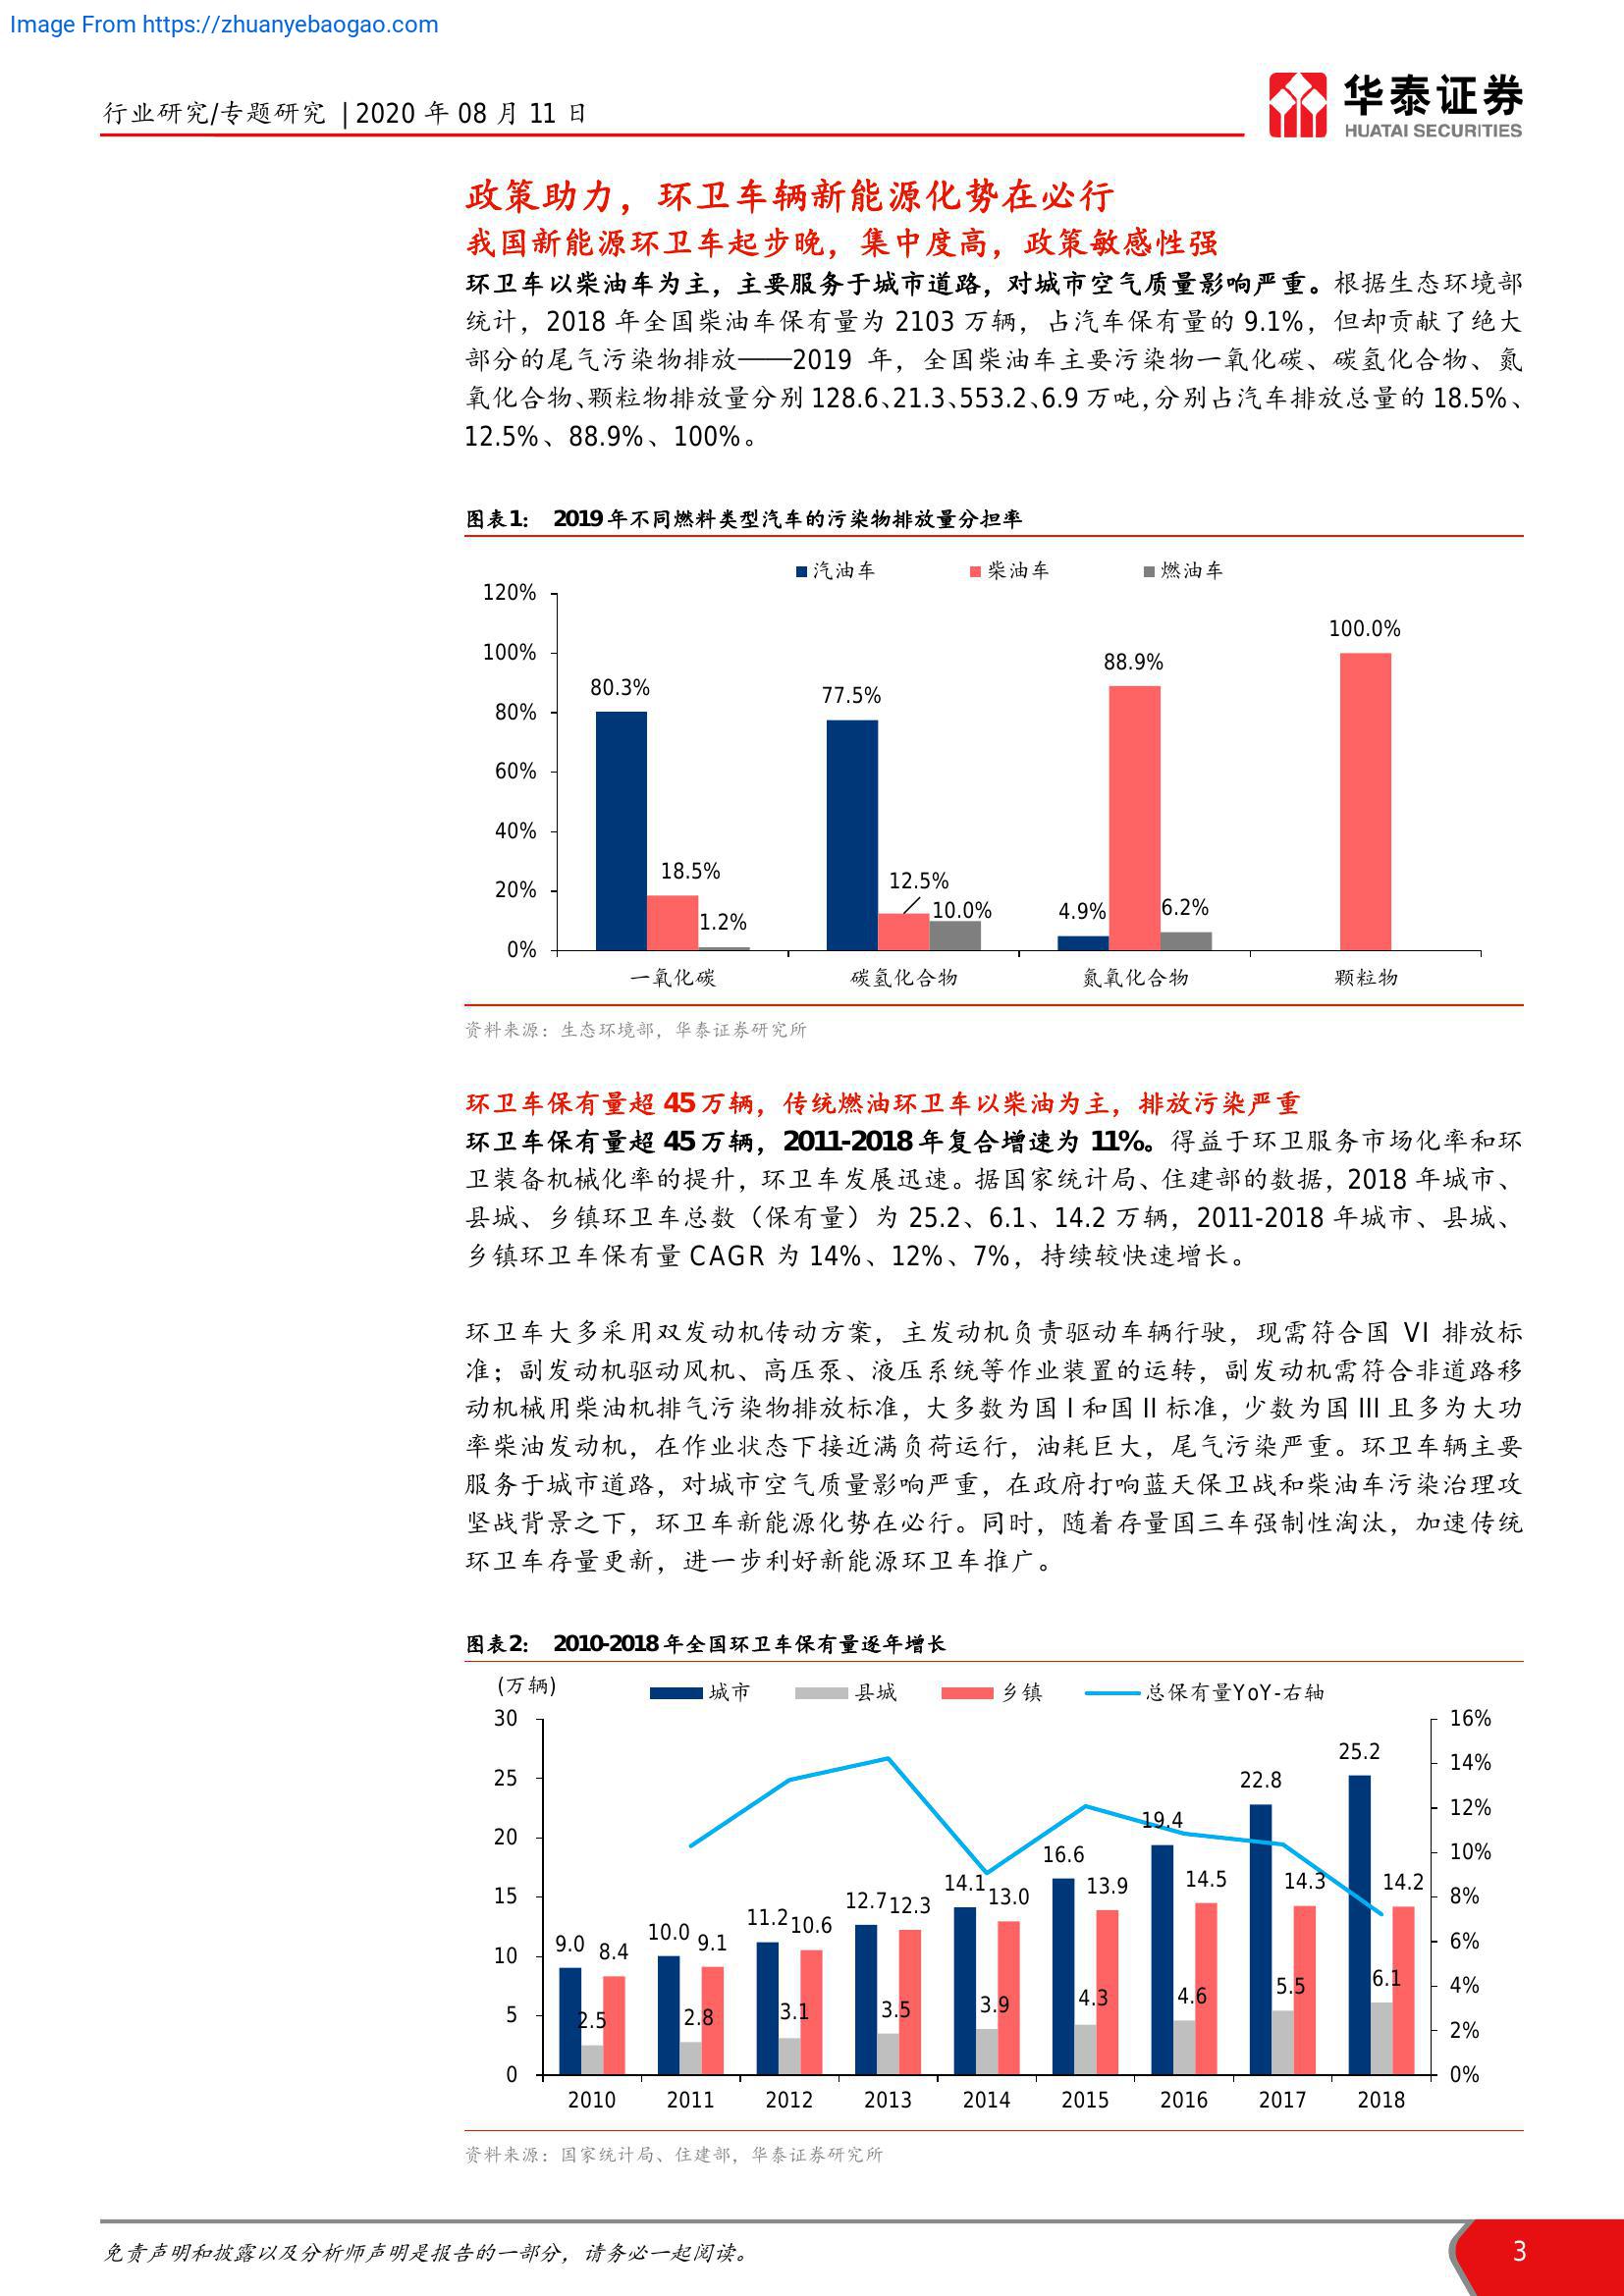 Image From https://zhuanyebaogao.com
行业研究/专题研究 | 2020 年 08 月 11 日
华泰证券
HUATAI SECURITIES
政策助力，环卫车辆新能源化势在必行
我国新能源环卫车起步晚，集中度高，政策敏感性强
环卫车以柴油车为主，主要服务于城市道路，对城市空气质量影响严重。根据生态环境部
统计，2018 年全国柴油车保有量为 2103 万辆，占汽车保有量的 9.1%，但却贡献了绝大
部分的尾气污染物排放——2019 年，全国柴油车主要污染物一氧化碳、碳氢化合物、氮
氧化合物、颗粒物排放量分别 128.6、21.3、553.2、6.9 万吨，分别占汽车排放总量的 18.5%、
12.5%、88.9%、100%。
图表1： 2019 年不同燃料类型汽车的污染物排放量分担率
汽油车 柴油车 燃油车
120%
100%
80%
60%
40%
20%
0%
80.3% 18.5% 1.2%
77.5% 12.5% 10.0%
4.9% 88.9% 6.2%
100.0%
一氧化碳 碳氢化合物 氮氧化合物 颗粒物
资料来源：生态环境部，华泰证券研究所
环卫车保有量超 45 万辆，传统燃油环卫车以柴油为主，排放污染严重
环卫车保有量超 45 万辆，2011-2018 年复合增速为 11%。得益于环卫服务市场化率和环
卫装备机械化率的提升，环卫车发展迅速。据国家统计局、住建部的数据，2018 年城市、
县城、乡镇环卫车总数（保有量）为 25.2、6.1、14.2 万辆，2011-2018 年城市、县城、
乡镇环卫车保有量 CAGR 为 14%、12%、7%，持续较快速增长。
环卫车大多采用双发动机传动方案，主发动机负责驱动车辆行驶，现需符合国 VI 排放标
准；副发动机驱动风机、高压泵、液压系统等作业装置的运转，副发动机需符合非道路移
动机械用柴油机排气污染物排放标准，大多数为国 I 和国 II 标准，少数为国 III 且多为大功
率柴油发动机，在作业状态下接近满负荷运行，油耗巨大，尾气污染严重。环卫车辆主要
服务于城市道路，对城市空气质量影响严重，在政府打响蓝天保卫战和柴油车污染治理攻
坚战背景之下，环卫车新能源化势在必行。同时，随着存量国三车强制性淘汰，加速传统
环卫车存量更新，进一步利好新能源环卫车推广。
图表2： 2010-2018 年全国环卫车保有量逐年增长
(万辆) 城市 县城 乡镇 总保有量YoY-右轴
30
25
20
15
10
5
0
9.0 2.5 8.4
10.0 2.8 9.1
11.2 3.1 10.6
12.7 3.5 12.3
14.1 3.9 13.0
16.6 4.3 13.9
19.4 4.6 14.5
22.8 5.5 14.3
25.2 6.1 14.2
16%
14%
12%
10%
8%
6%
4%
2%
0%
2010 2011 2012 2013 2014 2015 2016 2017 2018
资料来源：国家统计局、住建部，华泰证券研究所
免责声明和披露以及分析师声明是报告的一部分，请务必一起阅读。
3